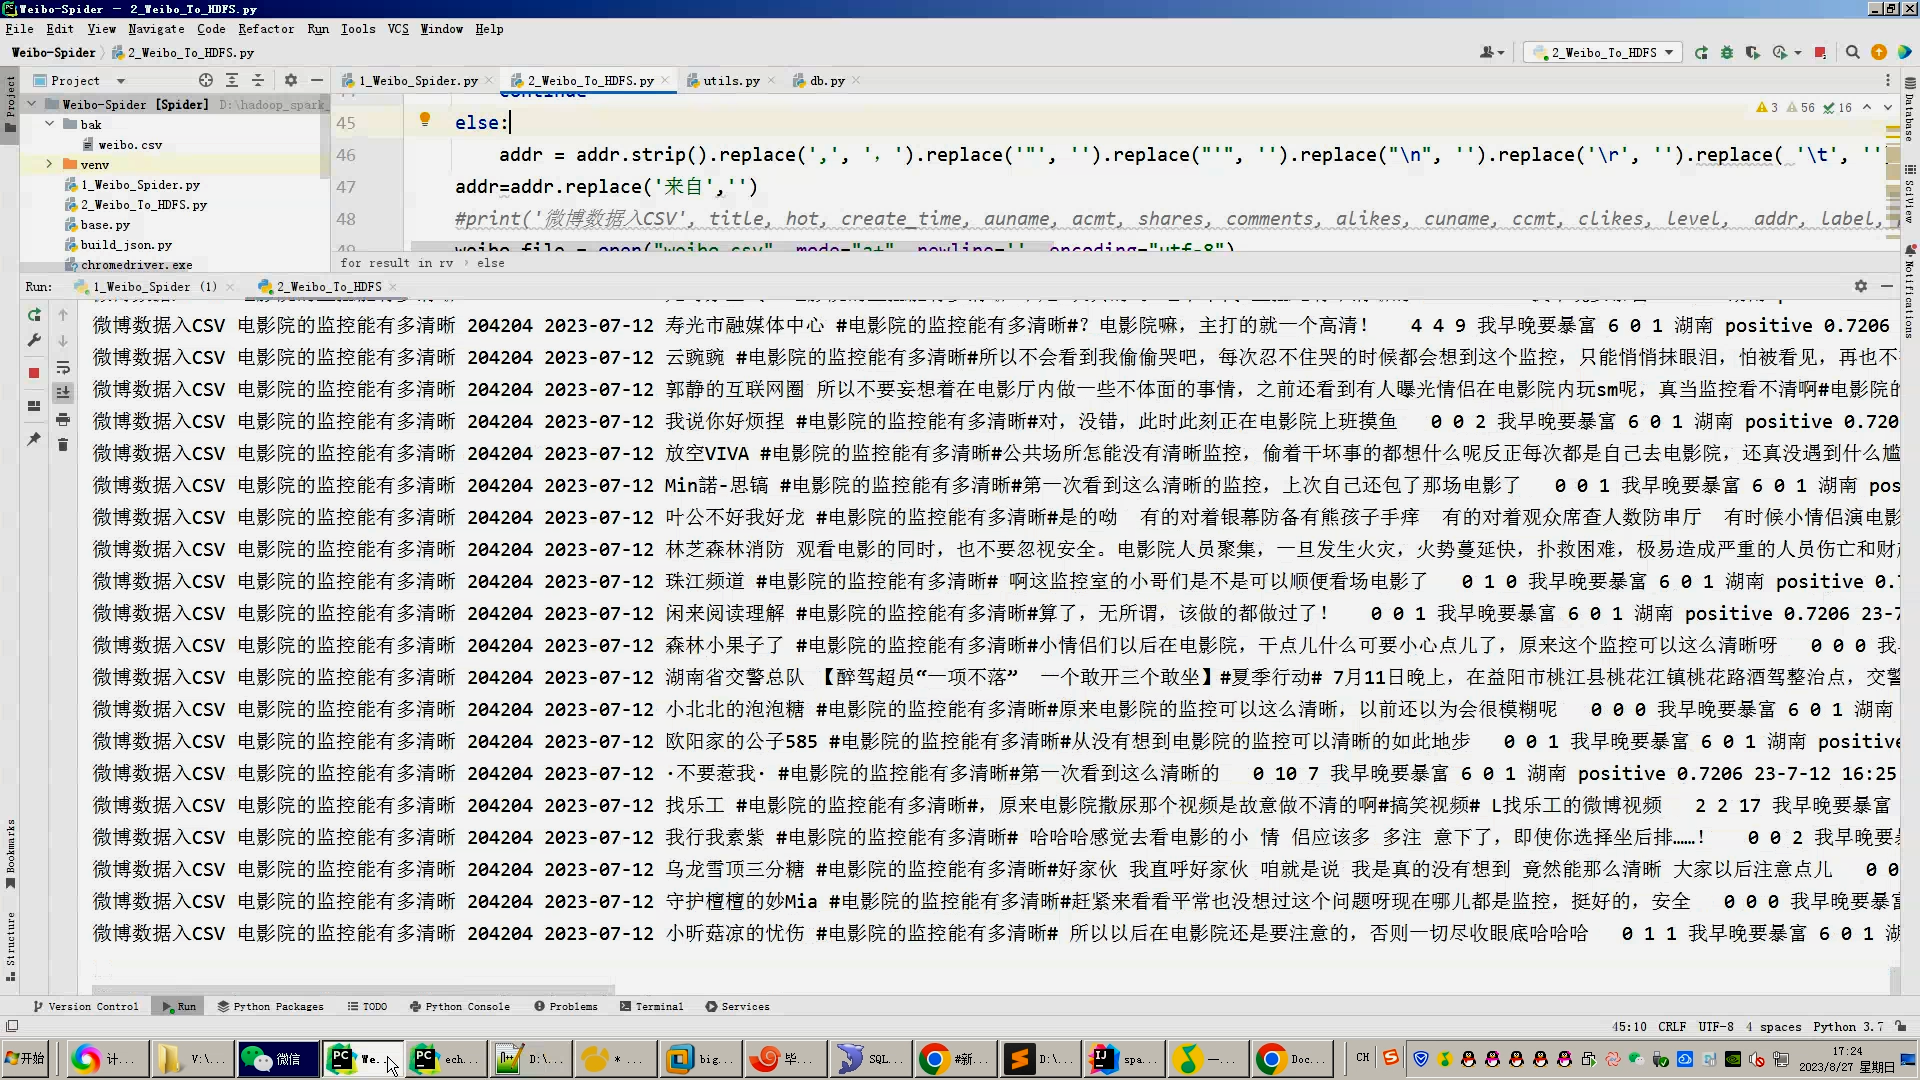 Weibo-Spider - 2_Weibo_To_HDFS.py
File Edit View Navigate Code Refactor Run Tools VCS Window Help
Weibo-Spider 2_Weibo_To_HDFS.py
2_Weibo_To_HDFS
Project
1_Weibo_Spider.py 2_Weibo_To_HDFS.py utils.py db.py
Weibo-Spider [Spider] D:\hadoop_spark_
bak
weibo.csv
venv
1_Weibo_Spider.py
2_Weibo_To_HDFS.py
base.py
build_json.py
chromedriver.exe
3 56 16
continue
45 else:
46 addr = addr.strip().replace(',', '，').replace('"', '').replace("'", '').replace("\n", '').replace('\r', '').replace( '\t', ''
47 addr=addr.replace('来自','')
48 #print('微博数据入CSV', title, hot, create_time, auname, acmt, shares, comments, alikes, cuname, ccmt, clikes, level, addr, label,
49 weibo_file = open("weibo.csv", mode="a+", newline='', encoding="utf-8")
for result in rv › else
Run: 1_Weibo_Spider (1) 2_Weibo_To_HDFS
微博数据入CSV 电影院的监控能有多清晰 204204 2023-07-12 寿光市融媒体中心 #电影院的监控能有多清晰#? 电影院嘛，主打的就一个高清! 4 4 9 我早晚要暴富 6 0 1 湖南 positive 0.7206
微博数据入CSV 电影院的监控能有多清晰 204204 2023-07-12 云豌豌 #电影院的监控能有多清晰#所以不会看到我偷偷哭吧，每次忍不住哭的时候都会想到这个监控，只能悄悄抹眼泪，怕被看见，再也不
微博数据入CSV 电影院的监控能有多清晰 204204 2023-07-12 郭静的互联网圈 所以不要妄想着在电影厅内做一些不体面的事情，之前还看到有人曝光情侣在电影院内玩sm呢，真当监控看不清啊#电影院的
微博数据入CSV 电影院的监控能有多清晰 204204 2023-07-12 我说你好烦捏 #电影院的监控能有多清晰#对，没错，此时此刻正在电影院上班摸鱼 0 0 2 我早晚要暴富 6 0 1 湖南 positive 0.720
微博数据入CSV 电影院的监控能有多清晰 204204 2023-07-12 放空VIVA #电影院的监控能有多清晰#公共场所怎能没有清晰监控，偷着干坏事的都想什么呢反正每次都是自己去电影院，还真没遇到什么尴
微博数据入CSV 电影院的监控能有多清晰 204204 2023-07-12 Min諾-思镐 #电影院的监控能有多清晰#第一次看到这么清晰的监控，上次自己还包了那场电影了 0 0 1 我早晚要暴富 6 0 1 湖南 pos
微博数据入CSV 电影院的监控能有多清晰 204204 2023-07-12 叶公不好我好龙 #电影院的监控能有多清晰#是的呦 有的对着银幕防备有熊孩子手痒 有的对着观众席查人数防串厅 有时候小情侣演电影
微博数据入CSV 电影院的监控能有多清晰 204204 2023-07-12 林芝森林消防 观看电影的同时，也不要忽视安全。电影院人员聚集，一旦发生火灾，火势蔓延快，扑救困难，极易造成严重的人员伤亡和财产
微博数据入CSV 电影院的监控能有多清晰 204204 2023-07-12 珠江频道 #电影院的监控能有多清晰# 啊这监控室的小哥们是不是可以顺便看场电影了 0 1 0 我早晚要暴富 6 0 1 湖南 positive 0.7
微博数据入CSV 电影院的监控能有多清晰 204204 2023-07-12 闲来阅读理解 #电影院的监控能有多清晰#算了，无所谓，该做的都做过了! 0 0 1 我早晚要暴富 6 0 1 湖南 positive 0.7206 23-7
微博数据入CSV 电影院的监控能有多清晰 204204 2023-07-12 森林小果子了 #电影院的监控能有多清晰#小情侣们以后在电影院，干点儿什么可要小心点儿了，原来这个监控可以这么清晰呀 0 0 0 我
微博数据入CSV 电影院的监控能有多清晰 204204 2023-07-12 湖南省交警总队 【醉驾超员“一项不落” 一个敢开三个敢坐】#夏季行动# 7月11日晚上，在益阳市桃江县桃花江镇桃花路酒驾整治点，交警
微博数据入CSV 电影院的监控能有多清晰 204204 2023-07-12 小北北的泡泡糖 #电影院的监控能有多清晰#原来电影院的监控可以这么清晰，以前还以为会很模糊呢 0 0 0 我早晚要暴富 6 0 1 湖南
微博数据入CSV 电影院的监控能有多清晰 204204 2023-07-12 欧阳家的公子585 #电影院的监控能有多清晰#从没有想到电影院的监控可以清晰的如此地步 0 0 1 我早晚要暴富 6 0 1 湖南 positive
微博数据入CSV 电影院的监控能有多清晰 204204 2023-07-12 ·不要惹我· #电影院的监控能有多清晰#第一次看到这么清晰的 0 10 7 我早晚要暴富 6 0 1 湖南 positive 0.7206 23-7-12 16:25
微博数据入CSV 电影院的监控能有多清晰 204204 2023-07-12 找乐工 #电影院的监控能有多清晰#，原来电影院撒尿那个视频是故意做不清的啊#搞笑视频# L找乐工的微博视频 2 2 17 我早晚要暴富
微博数据入CSV 电影院的监控能有多清晰 204204 2023-07-12 我行我素紫 #电影院的监控能有多清晰# 哈哈哈感觉去看电影的小 情 侣应该多 多注 意下了，即使你选择坐后排……! 0 0 2 我早晚要暴
微博数据入CSV 电影院的监控能有多清晰 204204 2023-07-12 乌龙雪顶三分糖 #电影院的监控能有多清晰#好家伙 我直呼好家伙 咱就是说 我是真的没有想到 竟然能那么清晰 大家以后注意点儿 0 0
微博数据入CSV 电影院的监控能有多清晰 204204 2023-07-12 守护檀檀的妙Mia #电影院的监控能有多清晰#赶紧来看看平常也没想过这个问题呀现在哪儿都是监控，挺好的，安全 0 0 0 我早晚要暴富
微博数据入CSV 电影院的监控能有多清晰 204204 2023-07-12 小昕菇凉的忧伤 #电影院的监控能有多清晰# 所以以后在电影院还是要注意的，否则一切尽收眼底哈哈哈 0 1 1 我早晚要暴富 6 0 1 湖
Database
SciView
Notifications
Bookmarks
Structure
Version Control Run Python Packages TODO Python Console Problems Terminal Services
45:10 CRLF UTF-8 4 spaces Python 3.7
开始 计... V:\... 微信 We... ech... D:\... * ... big... 毕... SQL... #新... D:\... spa... 一... Doc... CH
17:24
2023/8/27 星期日